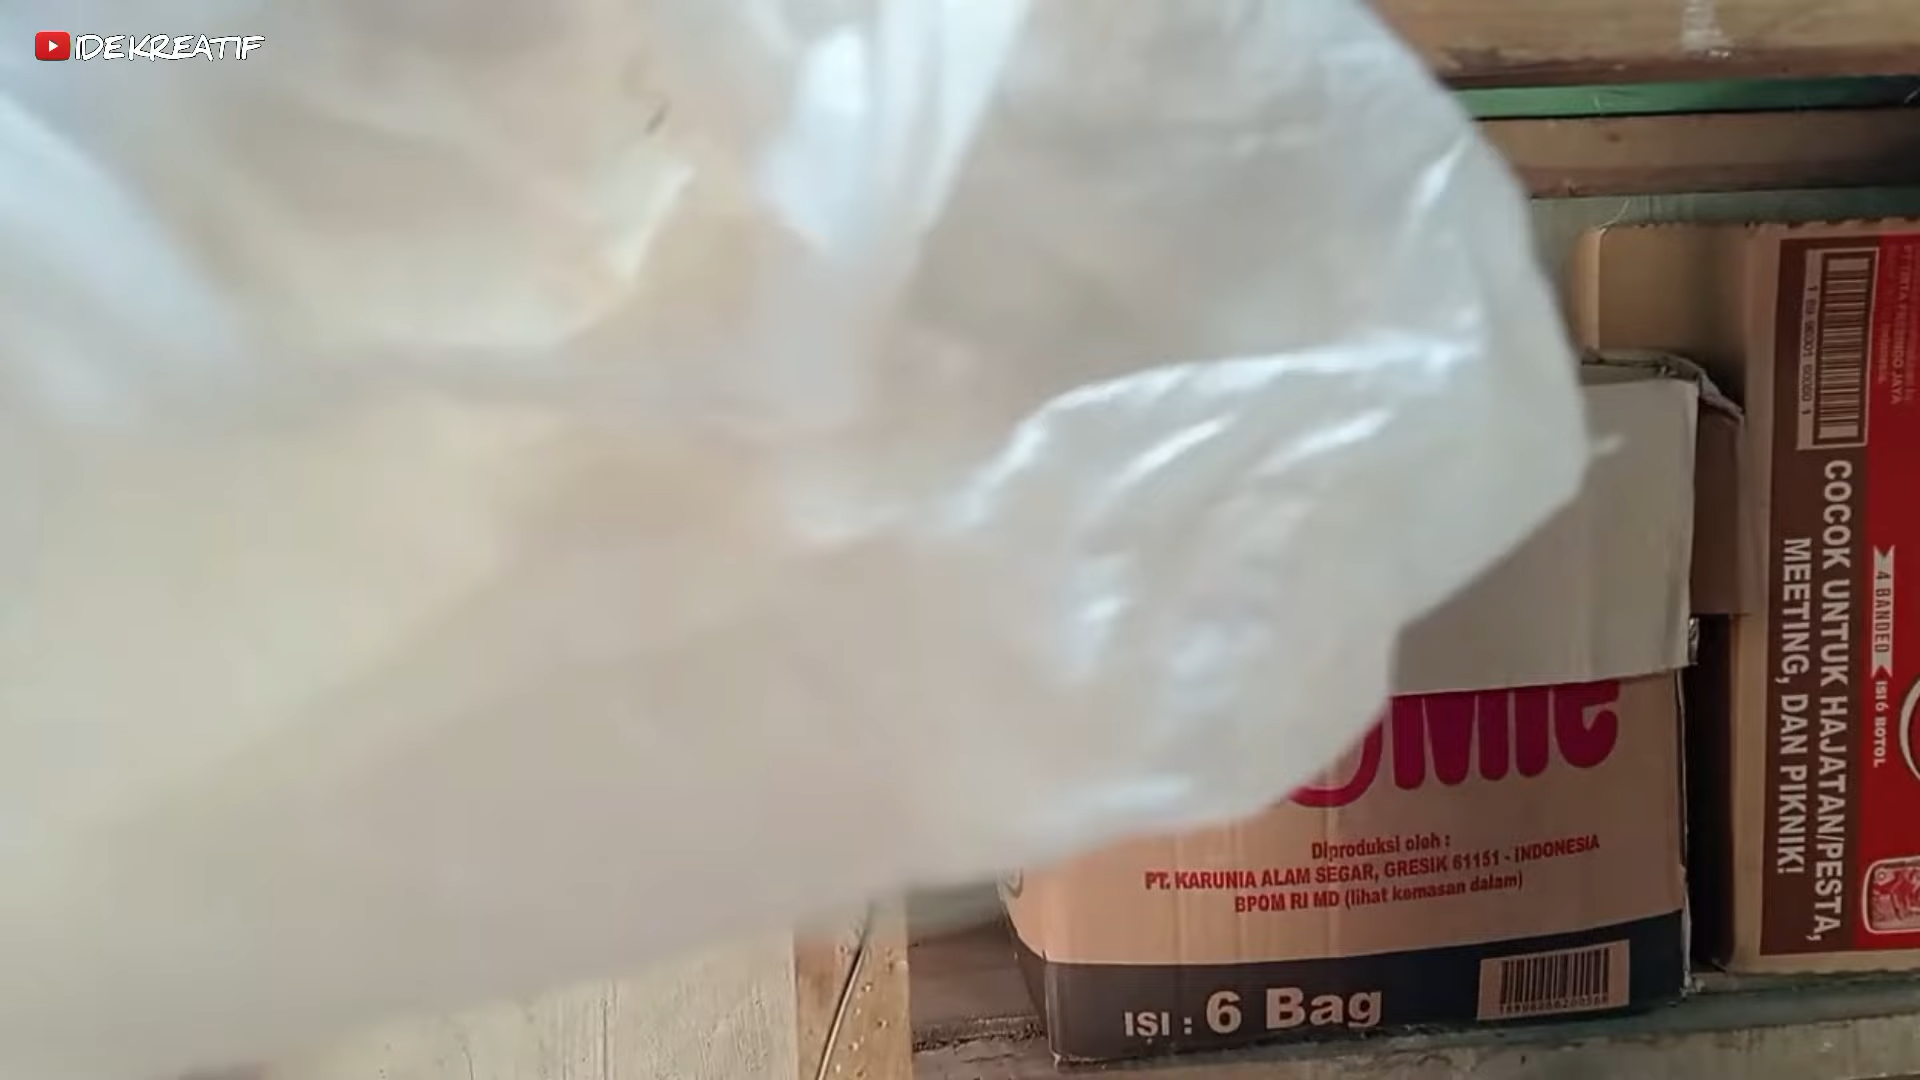 IDEKREATIF
Mie
Diproduksi oleh :
PT. KARUNIA ALAM SEGAR, GRESIK 61151 - INDONESIA
BPOM RI MD (lihat kemasan dalam)
ISI : 6 Bag
COCOK UNTUK HAJATAN/PESTA,
MEETING, DAN PIKNIK!
4 BANDED
ISI 6 BOTOL